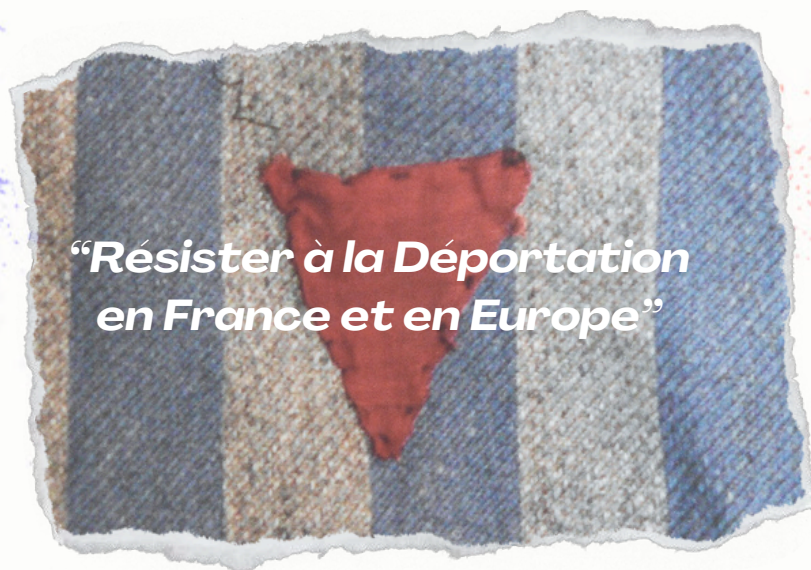 “Résister à la Déportation
en France et en Europe”